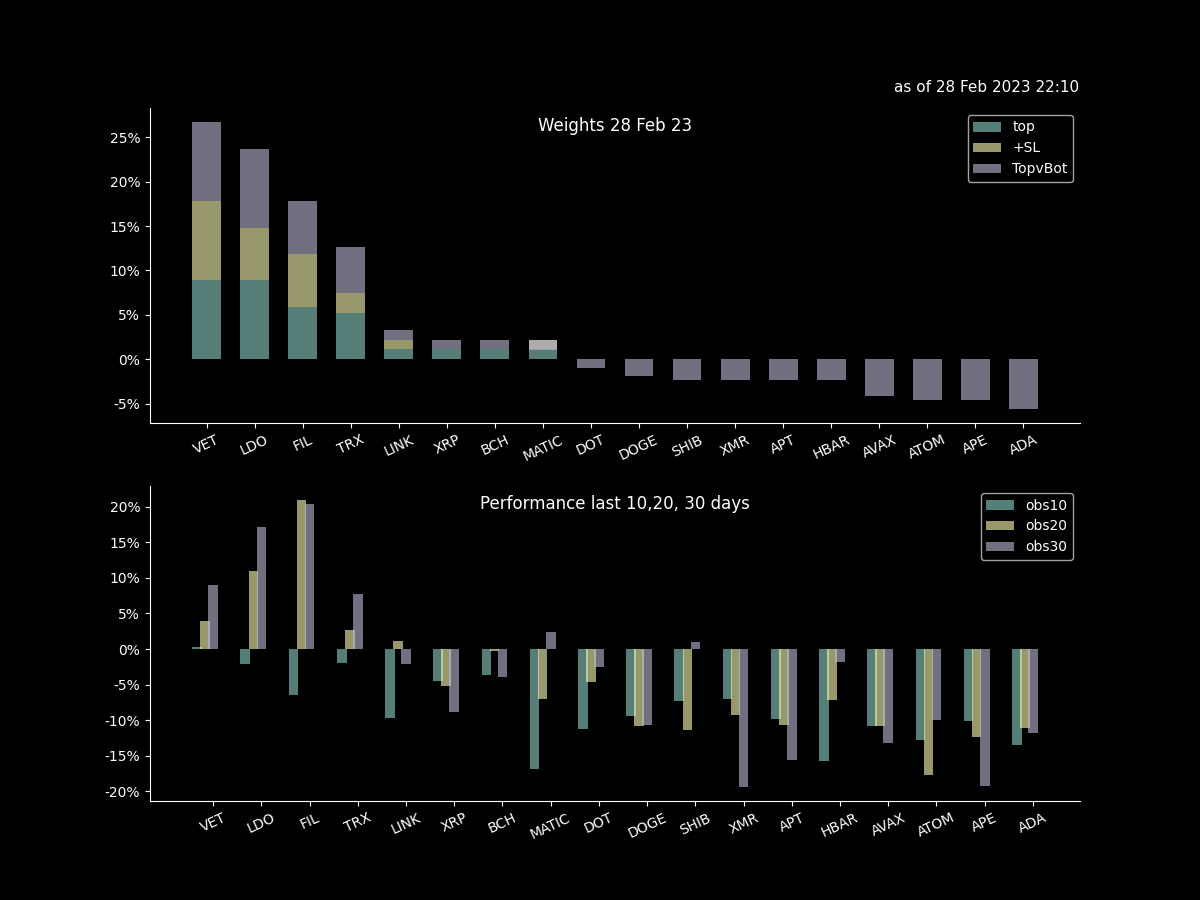 as of 28 Feb 2023 22:10
Weights 28 Feb 23
top
+SL
TopvBot
25%
20%
15%
10%
5%
0%
-5%
VET LDO FIL TRX LINK XRP BCH MATIC DOT DOGE SHIB XMR APT HBAR AVAX ATOM APE ADA
Performance last 10,20, 30 days
obs10
obs20
obs30
20%
15%
10%
5%
0%
-5%
-10%
-15%
-20%
VET LDO FIL TRX LINK XRP BCH MATIC DOT DOGE SHIB XMR APT HBAR AVAX ATOM APE ADA